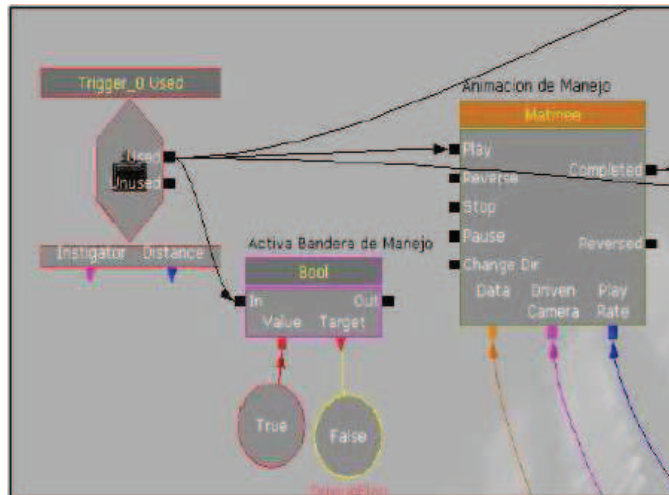 Trigger_0 Used
Used
Unused
Instigator Distance
Animacion de Manejo
Matinee
Play
Reverse
Stop
Pause
Change Dir
Completed
Reversed
Data Driven Camera Play Rate
Activa Bandera de Manejo
Bool
In Out
Value Target
True
False